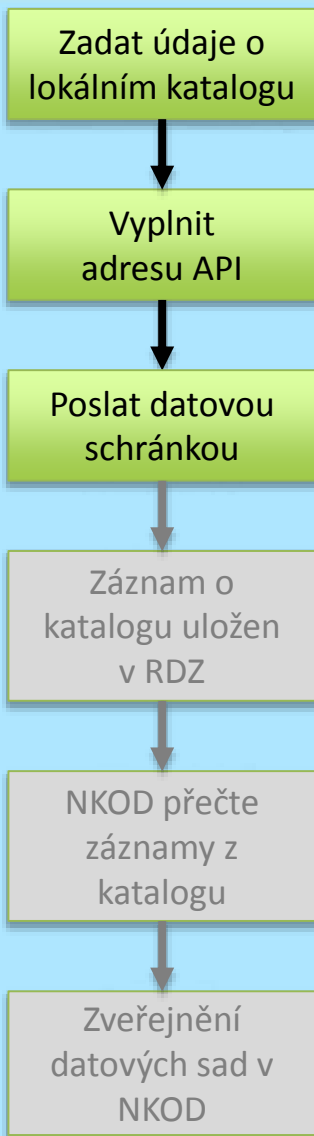 Zadat údaje o
lokálním katalogu
Vyplnit
adresu API
Poslat datovou
schránkou
Záznam o
katalogu uložen
v RDZ
NKOD přečte
záznamy z
katalogu
Zveřejnění
datových sad v
NKOD